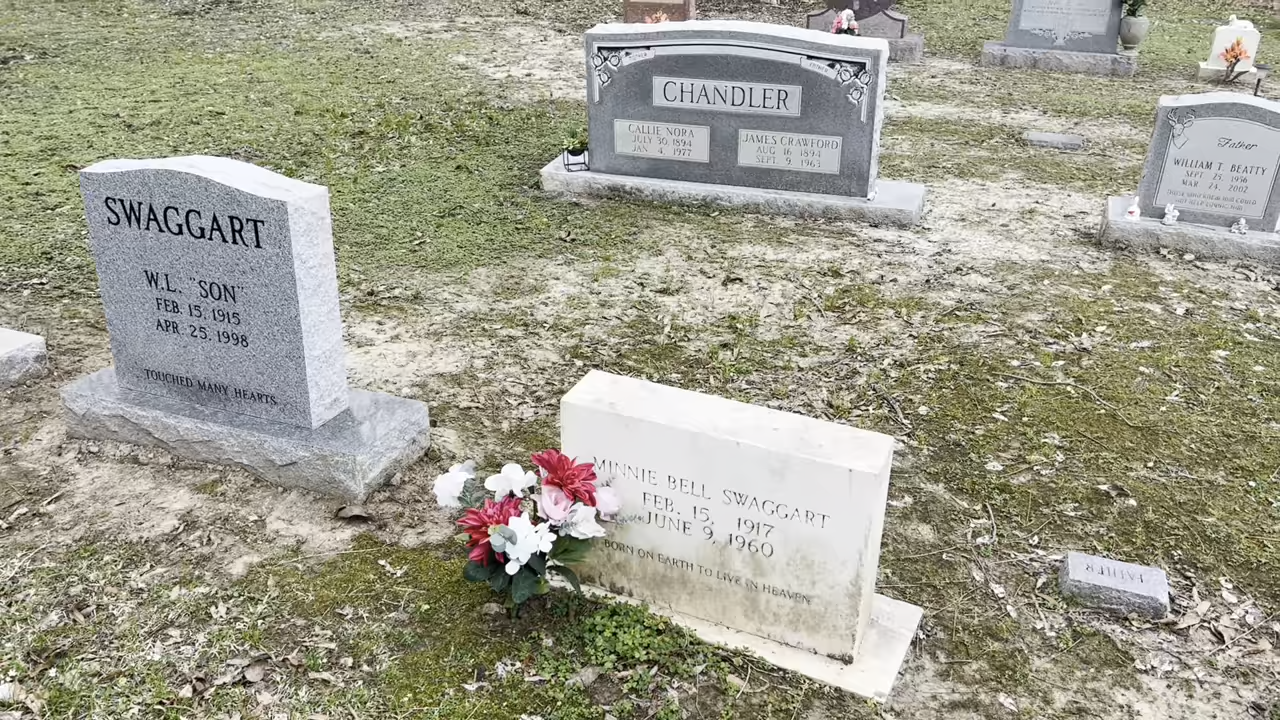 CHANDLER
CALLIE NORA
JULY 30, 1894
JAN. 4, 1977
JAMES CRAWFORD
AUG. 16 1894
SEPT. 9, 1963
Father
WILLIAM T. BEATTY
SEPT. 25, 1936
MAR. 24, 2002
SWAGGART
W.L. "SON"
FEB. 15, 1915
APR. 25, 1998
TOUCHED MANY HEARTS
MINNIE BELL SWAGGART
FEB. 15, 1917
JUNE 9, 1960
BORN ON EARTH TO LIVE IN HEAVEN
FATHER